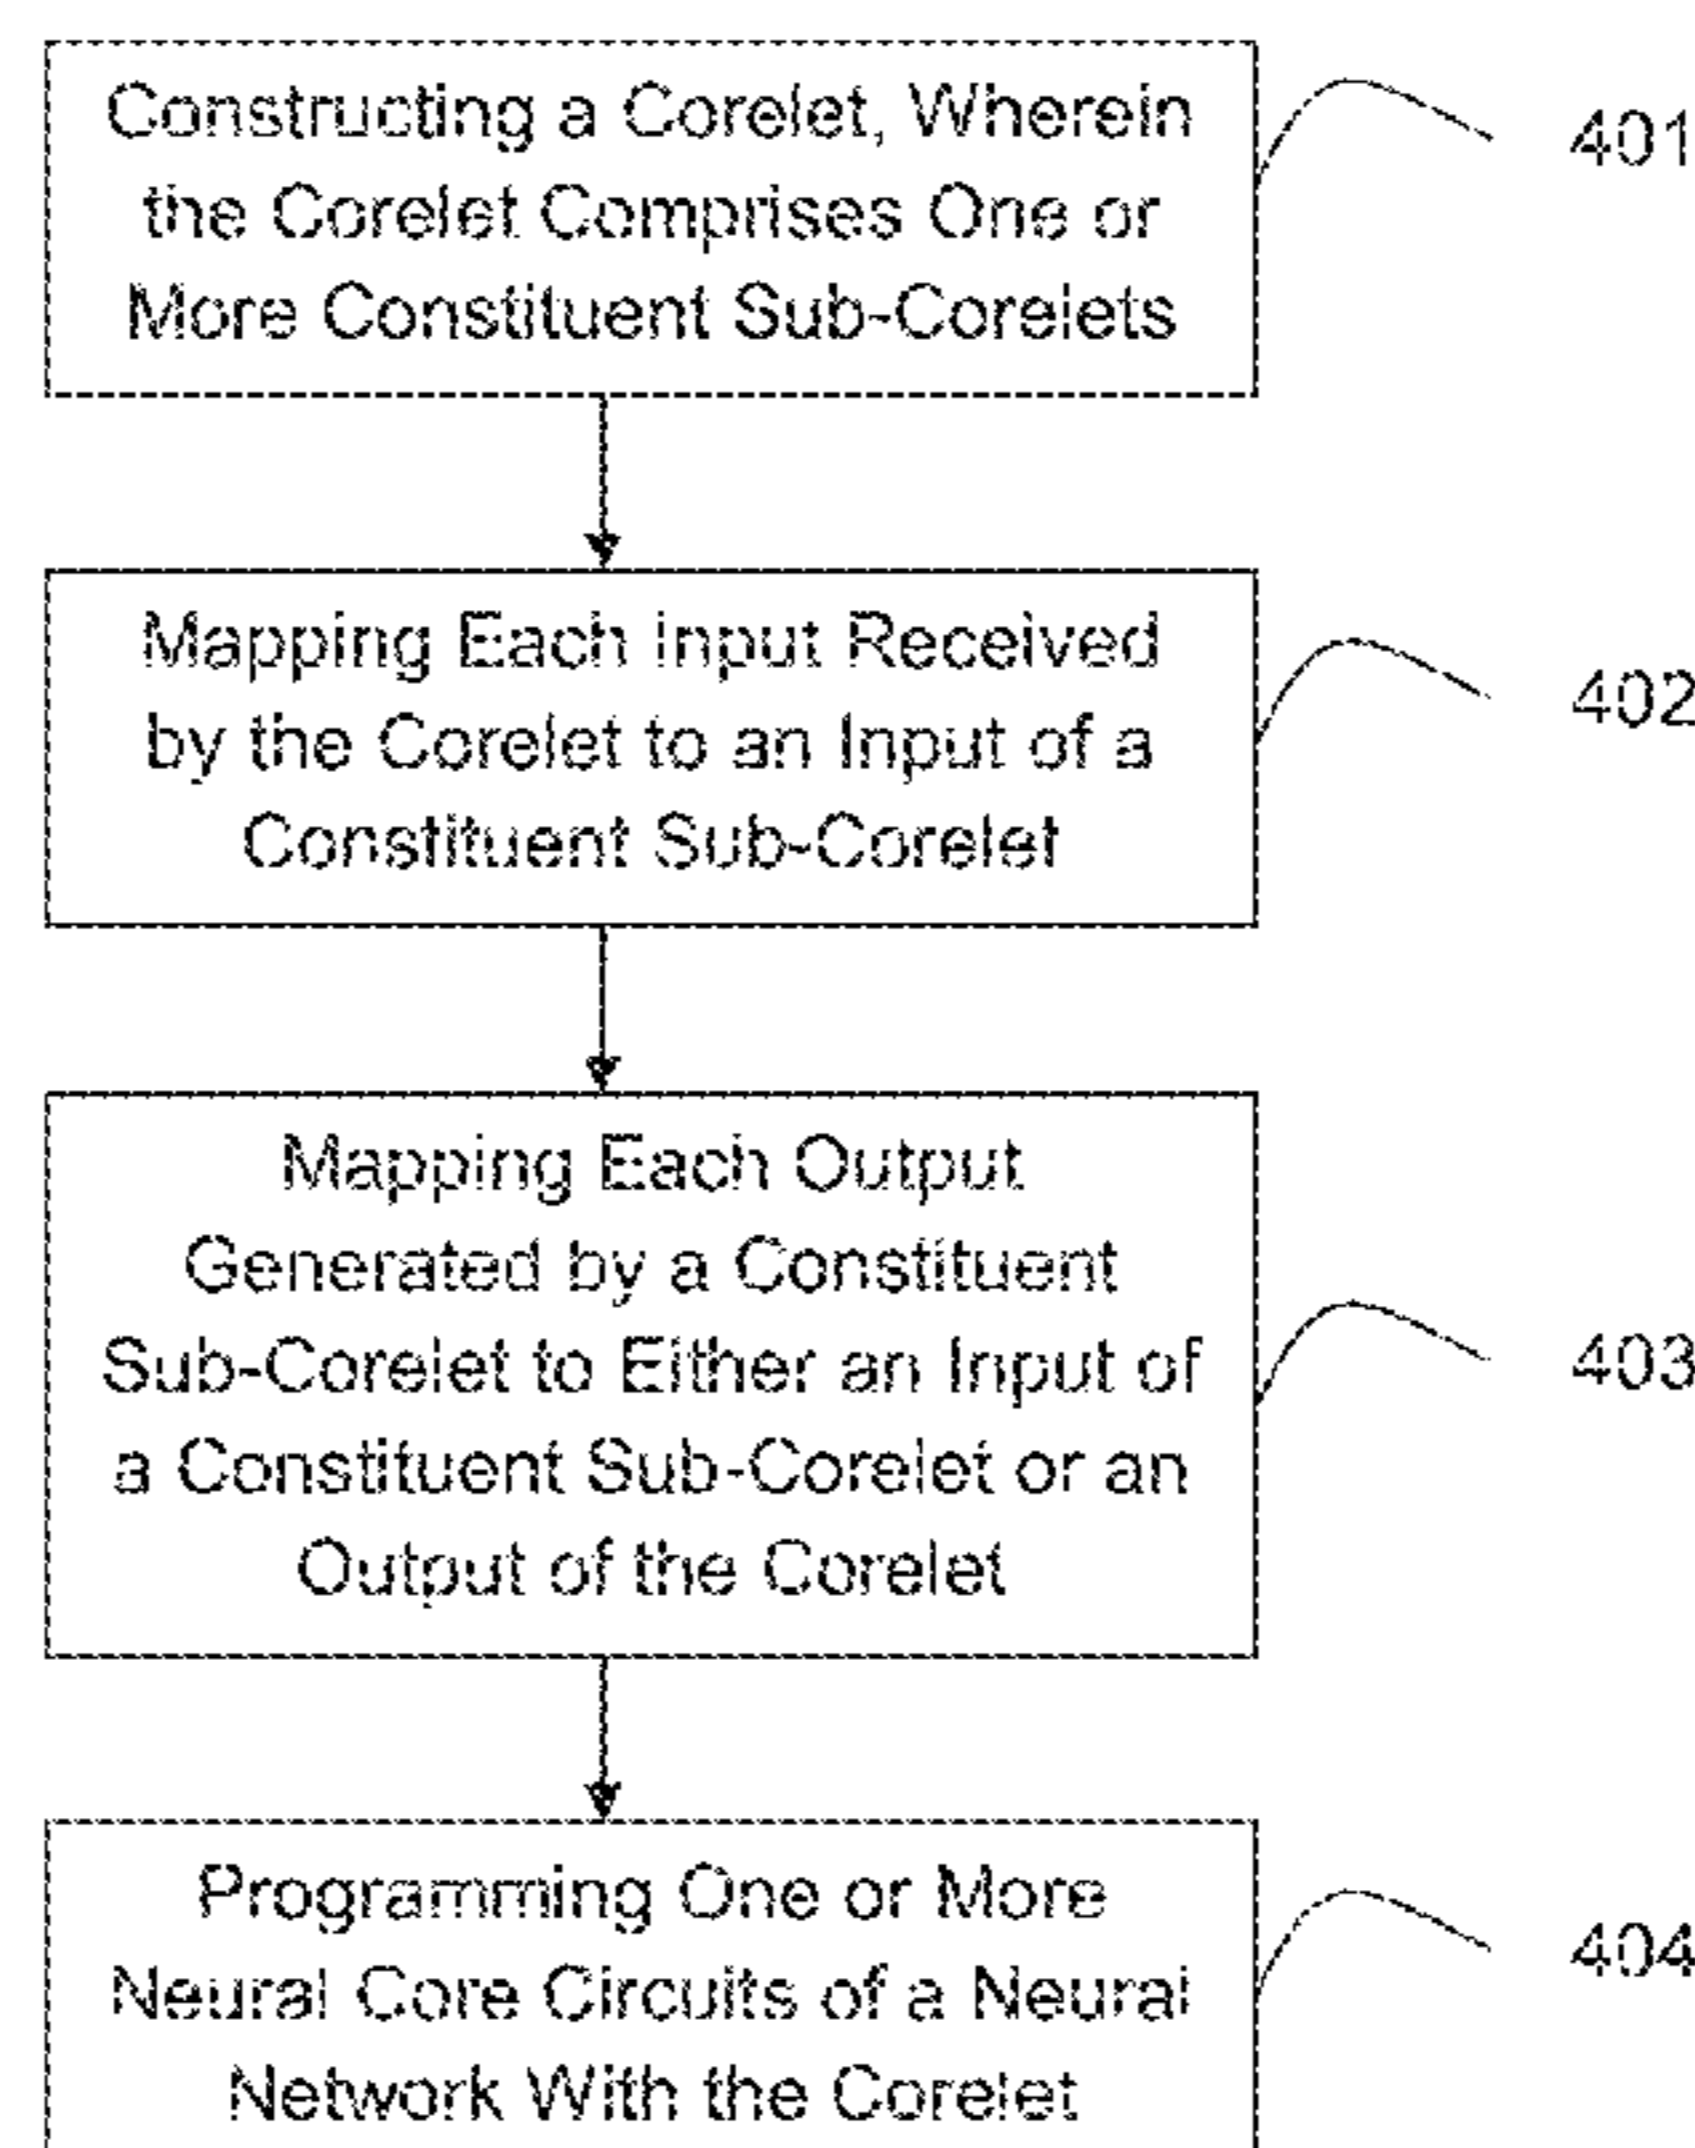 Constructing a Corelet, Wherein
the Corelet Comprises One or
More Constituent Sub-Corelets
401
Mapping Each Input Received
by the Corelet to an Input of a
Constituent Sub-Corelet
402
Mapping Each Output
Generated by a Constituent
Sub-Corelet to Either an Input of
a Constituent Sub-Corelet or an
Output of the Corelet
403
Programming One or More
Neural Core Circuits of a Neural
Network With the Corelet
404